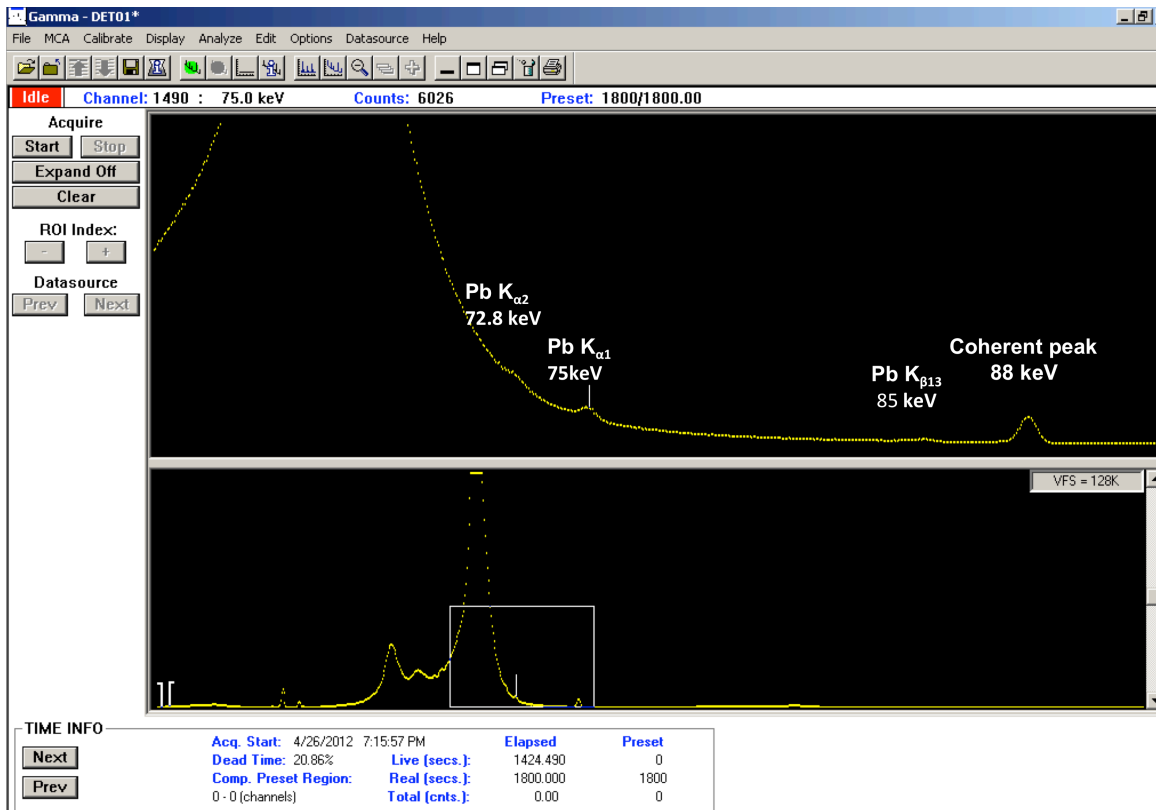 Gamma - DET01*
File MCA Calibrate Display Analyze Edit Options Datasource Help
Idle Channel: 1490 : 75.0 keV Counts: 6026 Preset: 1800/1800.00
Acquire
Start Stop
Expand Off
Clear
ROI Index:
- +
Datasource
Prev Next
Pb Kα2
72.8 keV
Pb Kα1
75keV
Pb Kβ13
85 keV
Coherent peak
88 keV
VFS = 128K
TIME INFO
Next
Prev
Acq. Start: 4/26/2012 7:15:57 PM Elapsed Preset
Dead Time: 20.86% Live (secs.): 1424.490 0
Comp. Preset Region: Real (secs.): 1800.000 1800
0 - 0 (channels) Total (cnts.): 0.00 0